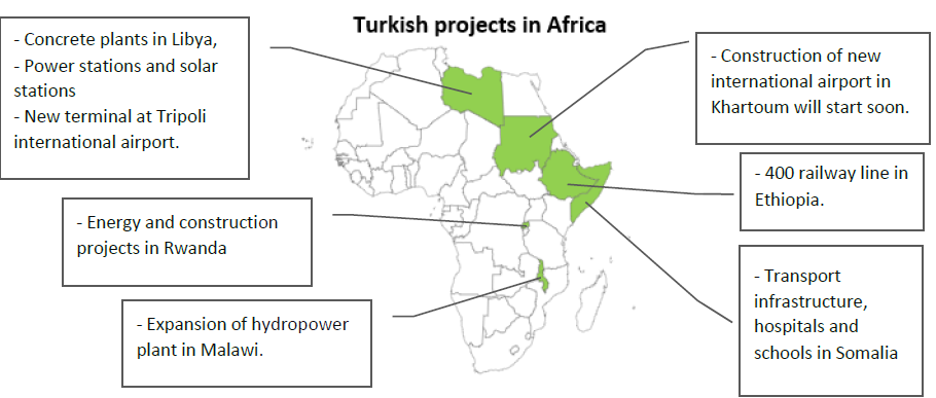 Turkish projects in Africa
- Concrete plants in Libya,
- Power stations and solar
stations
- New terminal at Tripoli
international airport.
- Construction of new
international airport in
Khartoum will start soon.
- 400 railway line in
Ethiopia.
- Energy and construction
projects in Rwanda
- Transport
infrastructure,
hospitals and
schools in Somalia
- Expansion of hydropower
plant in Malawi.